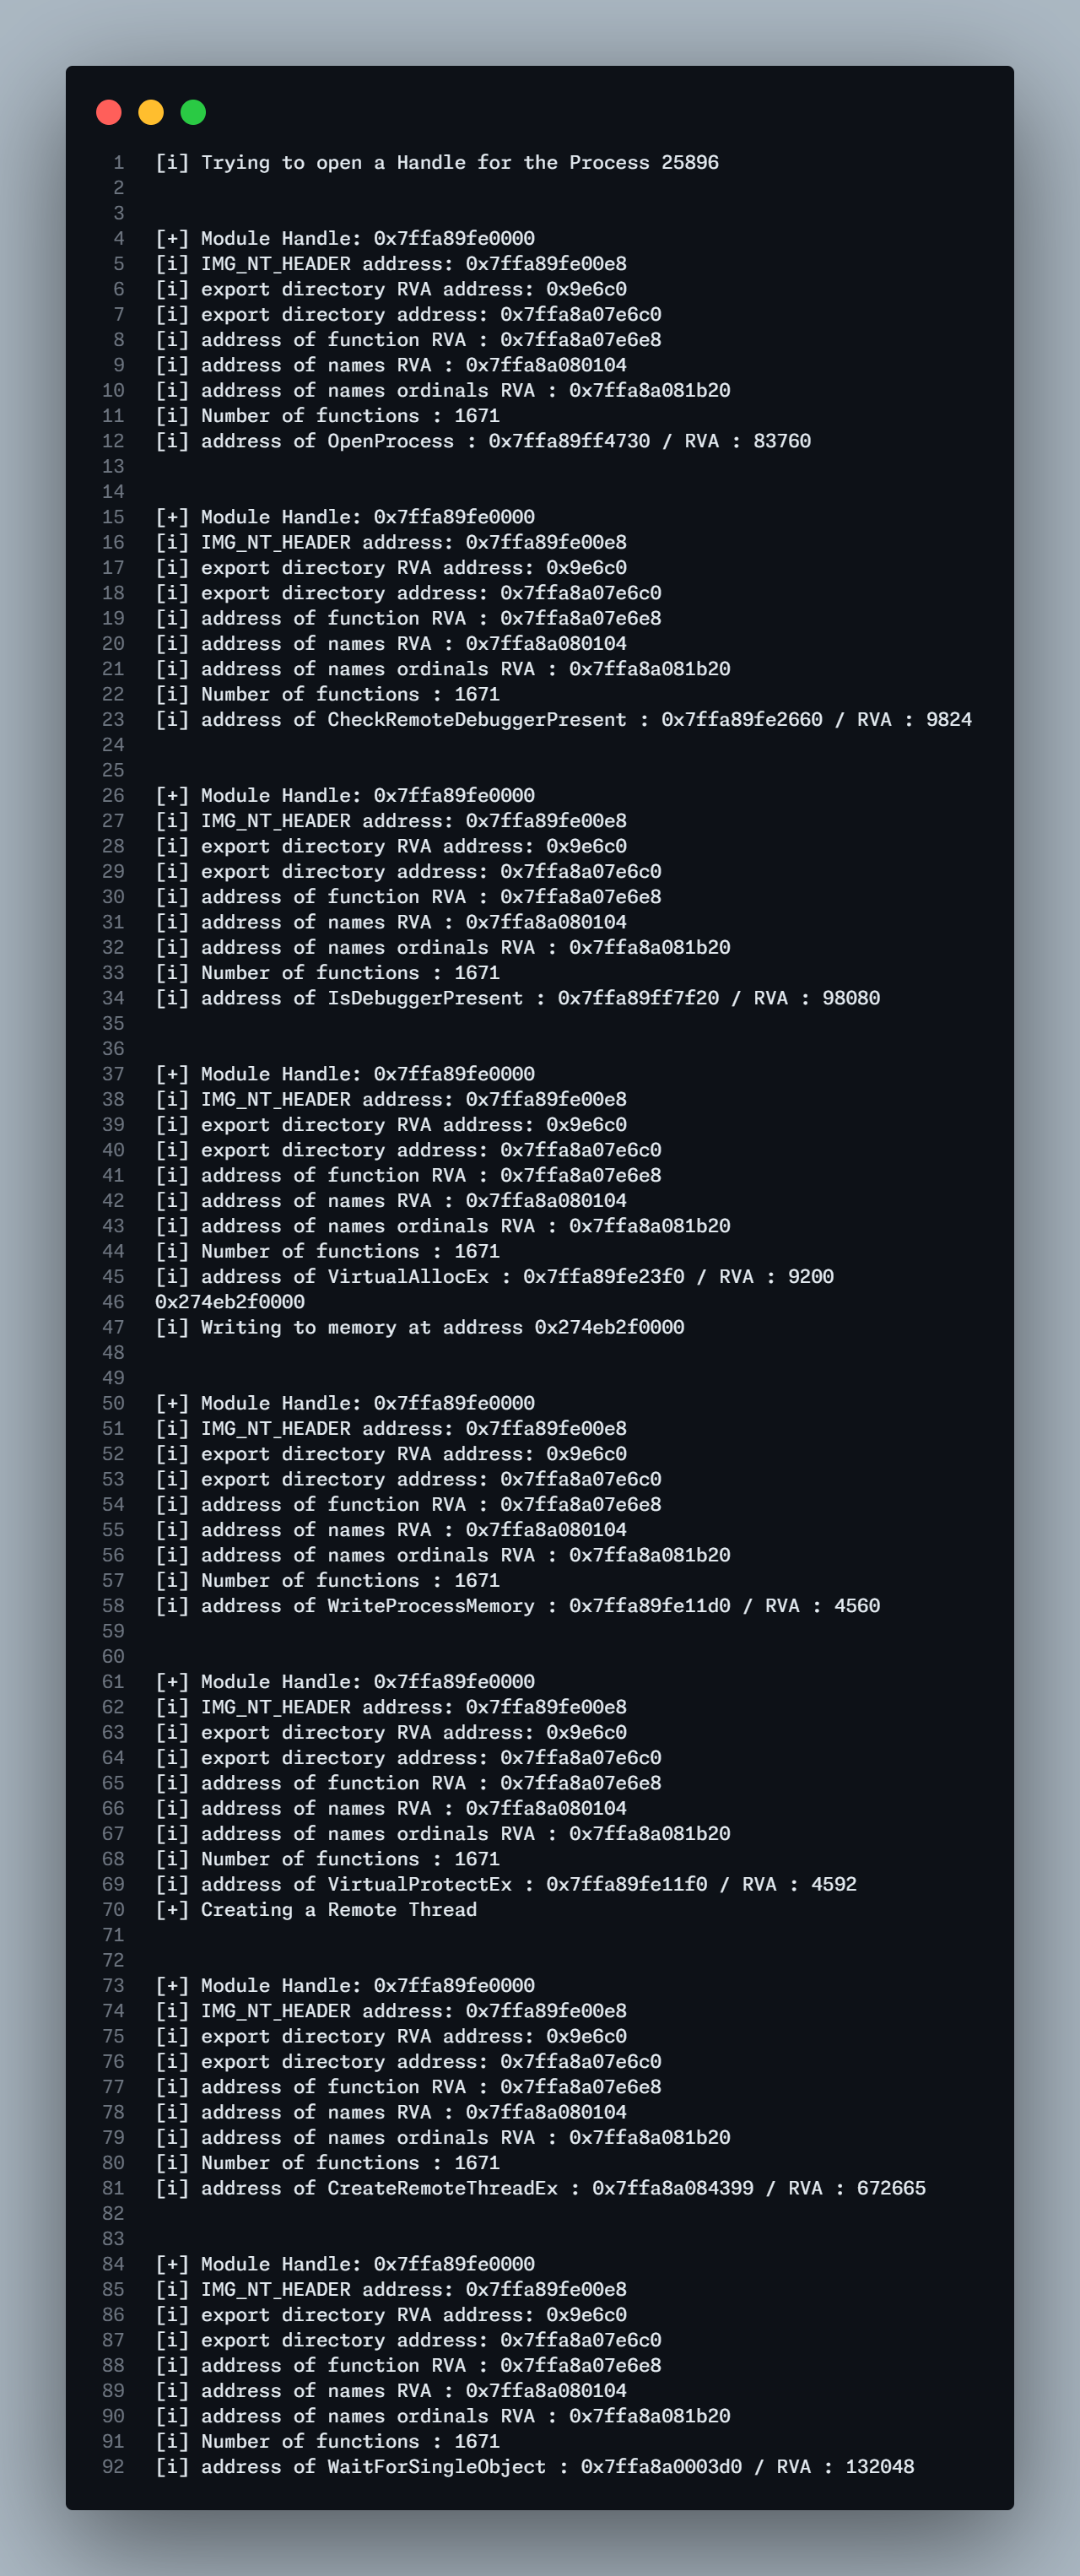 1 [i] Trying to open a Handle for the Process 25896
2
3
4 [+] Module Handle: 0x7ffa89fe0000
5 [i] IMG_NT_HEADER address: 0x7ffa89fe00e8
6 [i] export directory RVA address: 0x9e6c0
7 [i] export directory address: 0x7ffa8a07e6c0
8 [i] address of function RVA : 0x7ffa8a07e6e8
9 [i] address of names RVA : 0x7ffa8a080104
10 [i] address of names ordinals RVA : 0x7ffa8a081b20
11 [i] Number of functions : 1671
12 [i] address of OpenProcess : 0x7ffa89ff4730 / RVA : 83760
13
14
15 [+] Module Handle: 0x7ffa89fe0000
16 [i] IMG_NT_HEADER address: 0x7ffa89fe00e8
17 [i] export directory RVA address: 0x9e6c0
18 [i] export directory address: 0x7ffa8a07e6c0
19 [i] address of function RVA : 0x7ffa8a07e6e8
20 [i] address of names RVA : 0x7ffa8a080104
21 [i] address of names ordinals RVA : 0x7ffa8a081b20
22 [i] Number of functions : 1671
23 [i] address of CheckRemoteDebuggerPresent : 0x7ffa89fe2660 / RVA : 9824
24
25
26 [+] Module Handle: 0x7ffa89fe0000
27 [i] IMG_NT_HEADER address: 0x7ffa89fe00e8
28 [i] export directory RVA address: 0x9e6c0
29 [i] export directory address: 0x7ffa8a07e6c0
30 [i] address of function RVA : 0x7ffa8a07e6e8
31 [i] address of names RVA : 0x7ffa8a080104
32 [i] address of names ordinals RVA : 0x7ffa8a081b20
33 [i] Number of functions : 1671
34 [i] address of IsDebuggerPresent : 0x7ffa89ff7f20 / RVA : 98080
35
36
37 [+] Module Handle: 0x7ffa89fe0000
38 [i] IMG_NT_HEADER address: 0x7ffa89fe00e8
39 [i] export directory RVA address: 0x9e6c0
40 [i] export directory address: 0x7ffa8a07e6c0
41 [i] address of function RVA : 0x7ffa8a07e6e8
42 [i] address of names RVA : 0x7ffa8a080104
43 [i] address of names ordinals RVA : 0x7ffa8a081b20
44 [i] Number of functions : 1671
45 [i] address of VirtualAllocEx : 0x7ffa89fe23f0 / RVA : 9200
46 0x274eb2f0000
47 [i] Writing to memory at address 0x274eb2f0000
48
49
50 [+] Module Handle: 0x7ffa89fe0000
51 [i] IMG_NT_HEADER address: 0x7ffa89fe00e8
52 [i] export directory RVA address: 0x9e6c0
53 [i] export directory address: 0x7ffa8a07e6c0
54 [i] address of function RVA : 0x7ffa8a07e6e8
55 [i] address of names RVA : 0x7ffa8a080104
56 [i] address of names ordinals RVA : 0x7ffa8a081b20
57 [i] Number of functions : 1671
58 [i] address of WriteProcessMemory : 0x7ffa89fe11d0 / RVA : 4560
59
60
61 [+] Module Handle: 0x7ffa89fe0000
62 [i] IMG_NT_HEADER address: 0x7ffa89fe00e8
63 [i] export directory RVA address: 0x9e6c0
64 [i] export directory address: 0x7ffa8a07e6c0
65 [i] address of function RVA : 0x7ffa8a07e6e8
66 [i] address of names RVA : 0x7ffa8a080104
67 [i] address of names ordinals RVA : 0x7ffa8a081b20
68 [i] Number of functions : 1671
69 [i] address of VirtualProtectEx : 0x7ffa89fe11f0 / RVA : 4592
70 [+] Creating a Remote Thread
71
72
73 [+] Module Handle: 0x7ffa89fe0000
74 [i] IMG_NT_HEADER address: 0x7ffa89fe00e8
75 [i] export directory RVA address: 0x9e6c0
76 [i] export directory address: 0x7ffa8a07e6c0
77 [i] address of function RVA : 0x7ffa8a07e6e8
78 [i] address of names RVA : 0x7ffa8a080104
79 [i] address of names ordinals RVA : 0x7ffa8a081b20
80 [i] Number of functions : 1671
81 [i] address of CreateRemoteThreadEx : 0x7ffa8a084399 / RVA : 672665
82
83
84 [+] Module Handle: 0x7ffa89fe0000
85 [i] IMG_NT_HEADER address: 0x7ffa89fe00e8
86 [i] export directory RVA address: 0x9e6c0
87 [i] export directory address: 0x7ffa8a07e6c0
88 [i] address of function RVA : 0x7ffa8a07e6e8
89 [i] address of names RVA : 0x7ffa8a080104
90 [i] address of names ordinals RVA : 0x7ffa8a081b20
91 [i] Number of functions : 1671
92 [i] address of WaitForSingleObject : 0x7ffa8a0003d0 / RVA : 132048